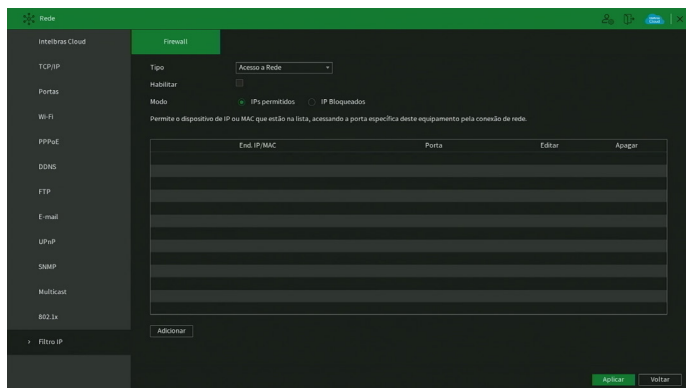 Rede
Intelbras Cloud
TCP/IP
Portas
Wi-Fi
PPPoE
DDNS
FTP
E-mail
UPnP
SNMP
Multicast
802.1x
Filtro IP
Firewall
Tipo Acesso a Rede
Habilitar
Modo IPs permitidos IP Bloqueados
Permite o dispositivo de IP ou MAC que estão na lista, acessando a porta específica deste equipamento pela conexão de rede.
End. IP/MAC Porta Editar Apagar
Adicionar
Aplicar Voltar